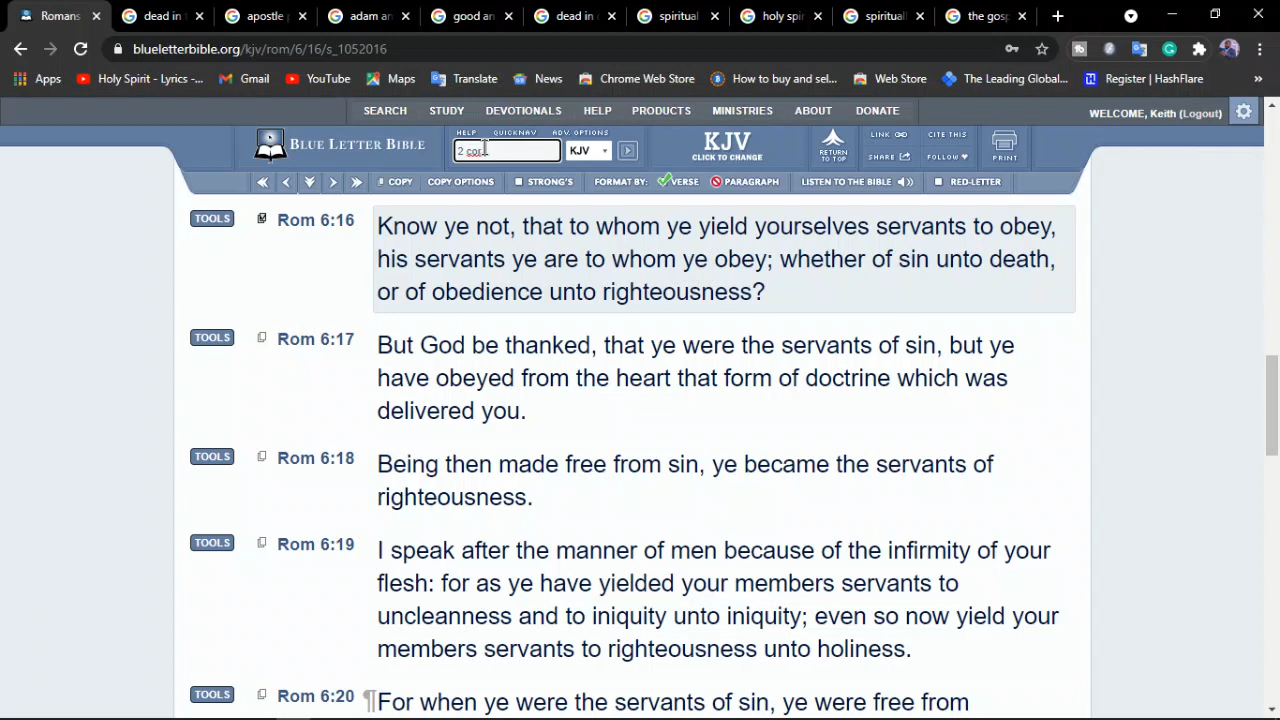 Romans
dead in
apostle p
adam an
good an
dead in
spiritual
holy spi
spirituall
the gosp
blueletterbible.org/kjv/rom/6/16/s_1052016
Apps
Holy Spirit - Lyrics -...
Gmail
YouTube
Maps
Translate
News
Chrome Web Store
How to buy and sel...
Web Store
The Leading Global...
Register | HashFlare
»
SEARCH STUDY DEVOTIONALS HELP PRODUCTS MINISTRIES ABOUT DONATE
WELCOME, Keith (Logout)
BLUE LETTER BIBLE
HELP QUICKNAV ADV. OPTIONS
2 cor
KJV
KJV
CLICK TO CHANGE
RETURN
TO TOP
LINK
CITE THIS
SHARE
FOLLOW
PRINT
COPY COPY OPTIONS STRONG'S FORMAT BY: VERSE PARAGRAPH LISTEN TO THE BIBLE RED-LETTER
TOOLS Rom 6:16 Know ye not, that to whom ye yield yourselves servants to obey,
his servants ye are to whom ye obey; whether of sin unto death,
or of obedience unto righteousness?
TOOLS Rom 6:17 But God be thanked, that ye were the servants of sin, but ye
have obeyed from the heart that form of doctrine which was
delivered you.
TOOLS Rom 6:18 Being then made free from sin, ye became the servants of
righteousness.
TOOLS Rom 6:19 I speak after the manner of men because of the infirmity of your
flesh: for as ye have yielded your members servants to
uncleanness and to iniquity unto iniquity; even so now yield your
members servants to righteousness unto holiness.
TOOLS Rom 6:20 ¶For when ye were the servants of sin, ye were free from